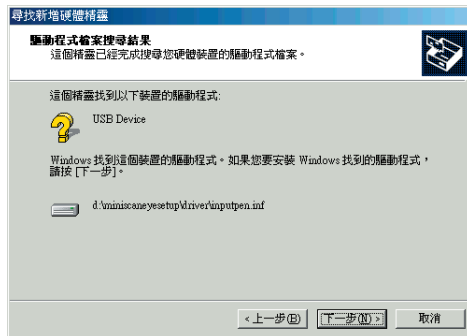 尋找新增硬體精靈
驅動程式檔案搜尋結果
這個精靈已經完成搜尋您硬體裝置的驅動程式檔案。
這個精靈找到以下裝置的驅動程式:
USB Device
Windows 找到這個裝置的驅動程式。如果您要安裝 Windows 找到的驅動程式，
請按 [下一步]。
d:\miniscaneyesetup\driver\inputpen.inf
< 上一步(B)
下一步(N) >
取消